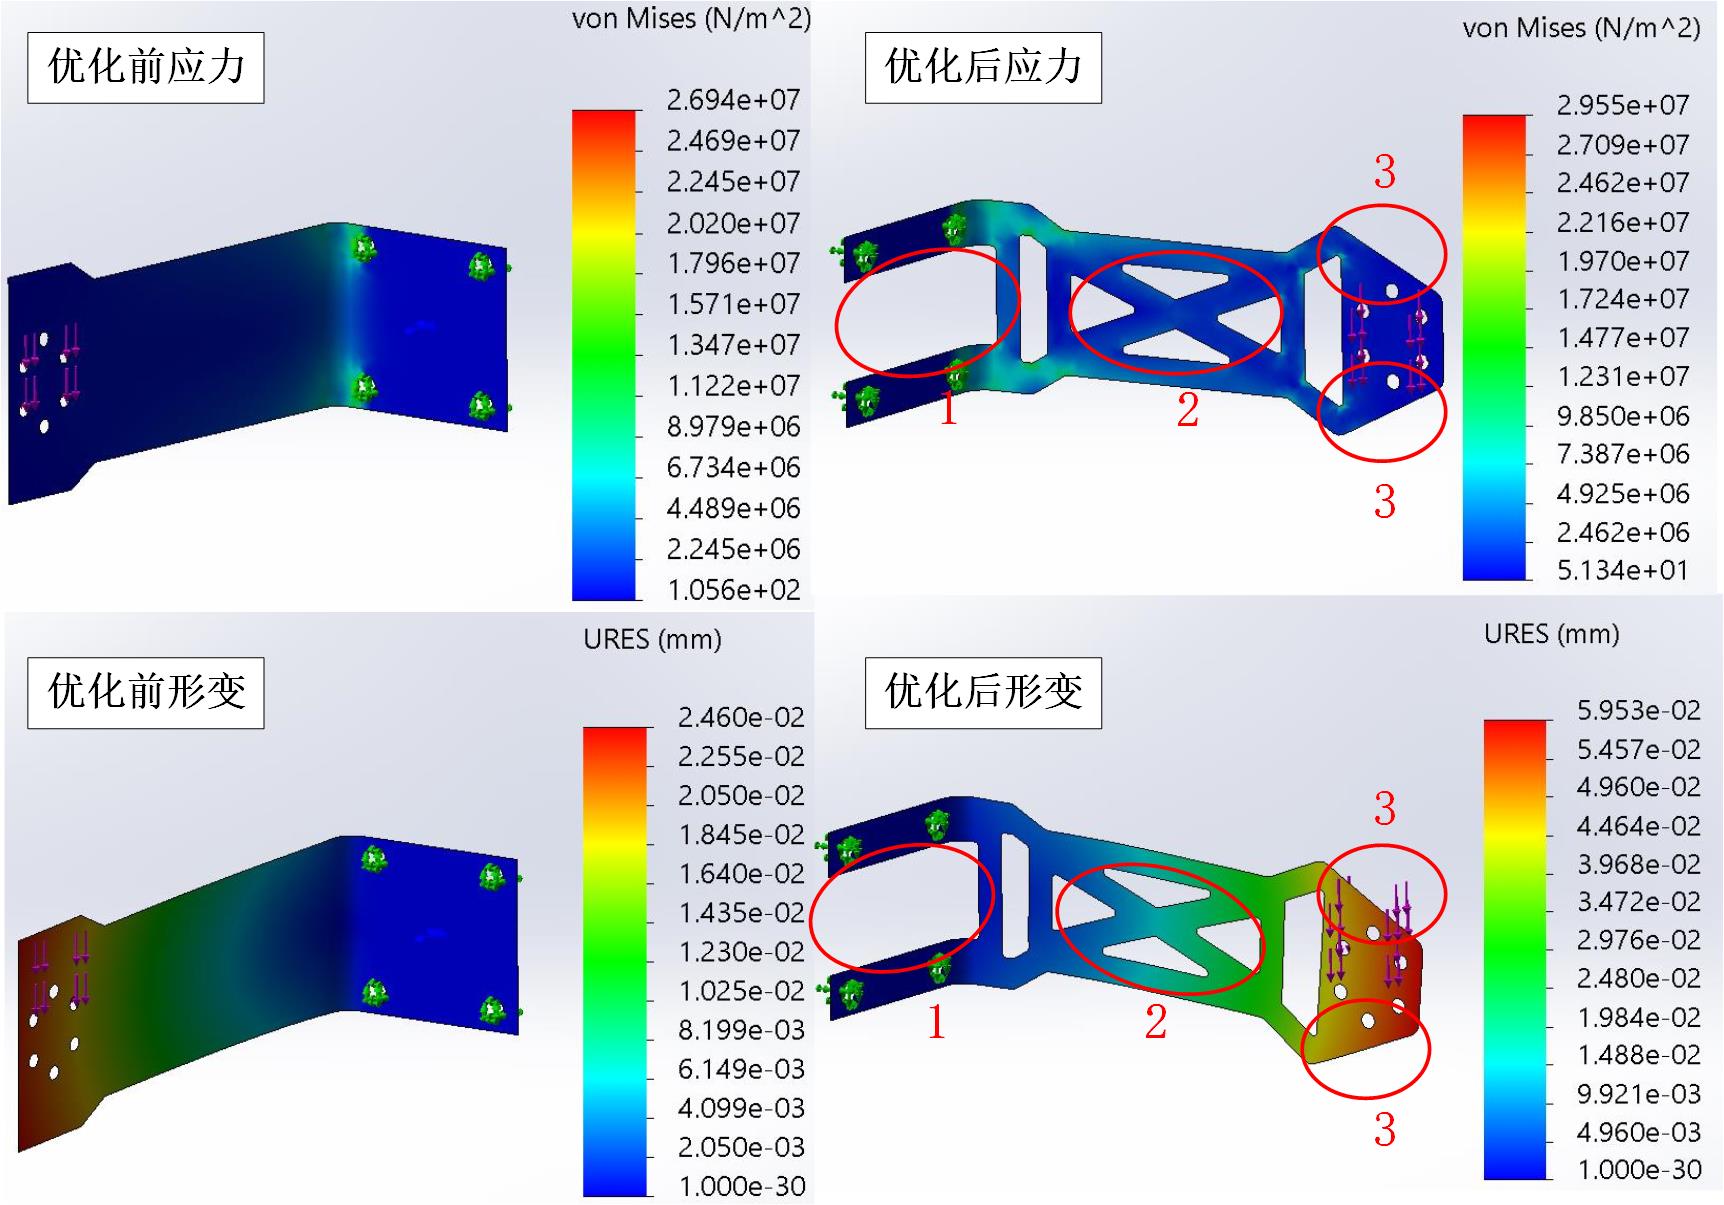 von Mises (N/m^2)
优化前应力
2.694e+07
2.469e+07
2.245e+07
2.020e+07
1.796e+07
1.571e+07
1.347e+07
1.122e+07
8.979e+06
6.734e+06
4.489e+06
2.245e+06
1.056e+02
von Mises (N/m^2)
优化后应力
2.955e+07
2.709e+07
2.462e+07
2.216e+07
1.970e+07
1.724e+07
1.477e+07
1.231e+07
9.850e+06
7.387e+06
4.925e+06
2.462e+06
5.134e+01
3
1
2
3
URES (mm)
优化前形变
2.460e-02
2.255e-02
2.050e-02
1.845e-02
1.640e-02
1.435e-02
1.230e-02
1.025e-02
8.199e-03
6.149e-03
4.099e-03
2.050e-03
1.000e-30
URES (mm)
优化后形变
5.953e-02
5.457e-02
4.960e-02
4.464e-02
3.968e-02
3.472e-02
2.976e-02
2.480e-02
1.984e-02
1.488e-02
9.921e-03
4.960e-03
1.000e-30
3
1
2
3